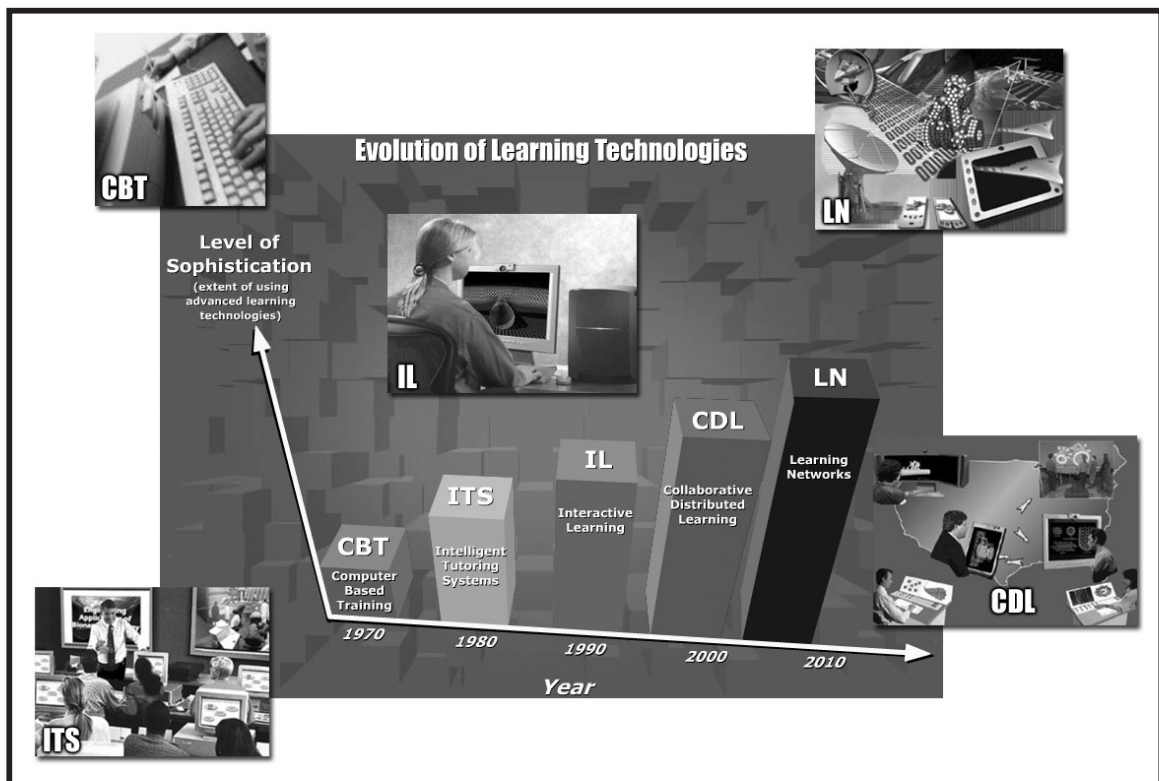 CBT
LN
Evolution of Learning Technologies
Level of
Sophistication
(extent of using
advanced learning
technologies)
IL
LN
Learning
Networks
CDL
Collaborative
Distributed
Learning
IL
Interactive
Learning
ITS
Intelligent
Tutoring
Systems
CBT
Computer
Based
Training
1970
1980
1990
2000
2010
Year
CDL
ITS